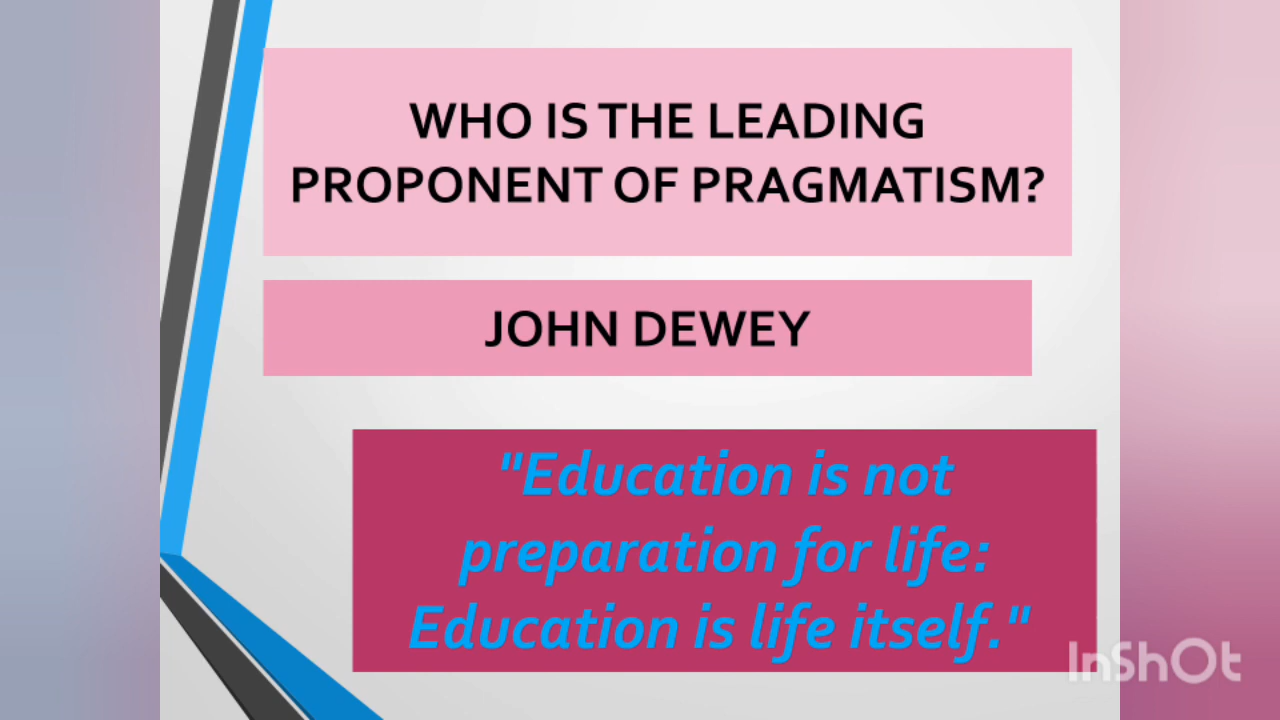 WHO IS THE LEADING
PROPONENT OF PRAGMATISM?
JOHN DEWEY
"Education is not
preparation for life:
Education is life itself."
InShOt